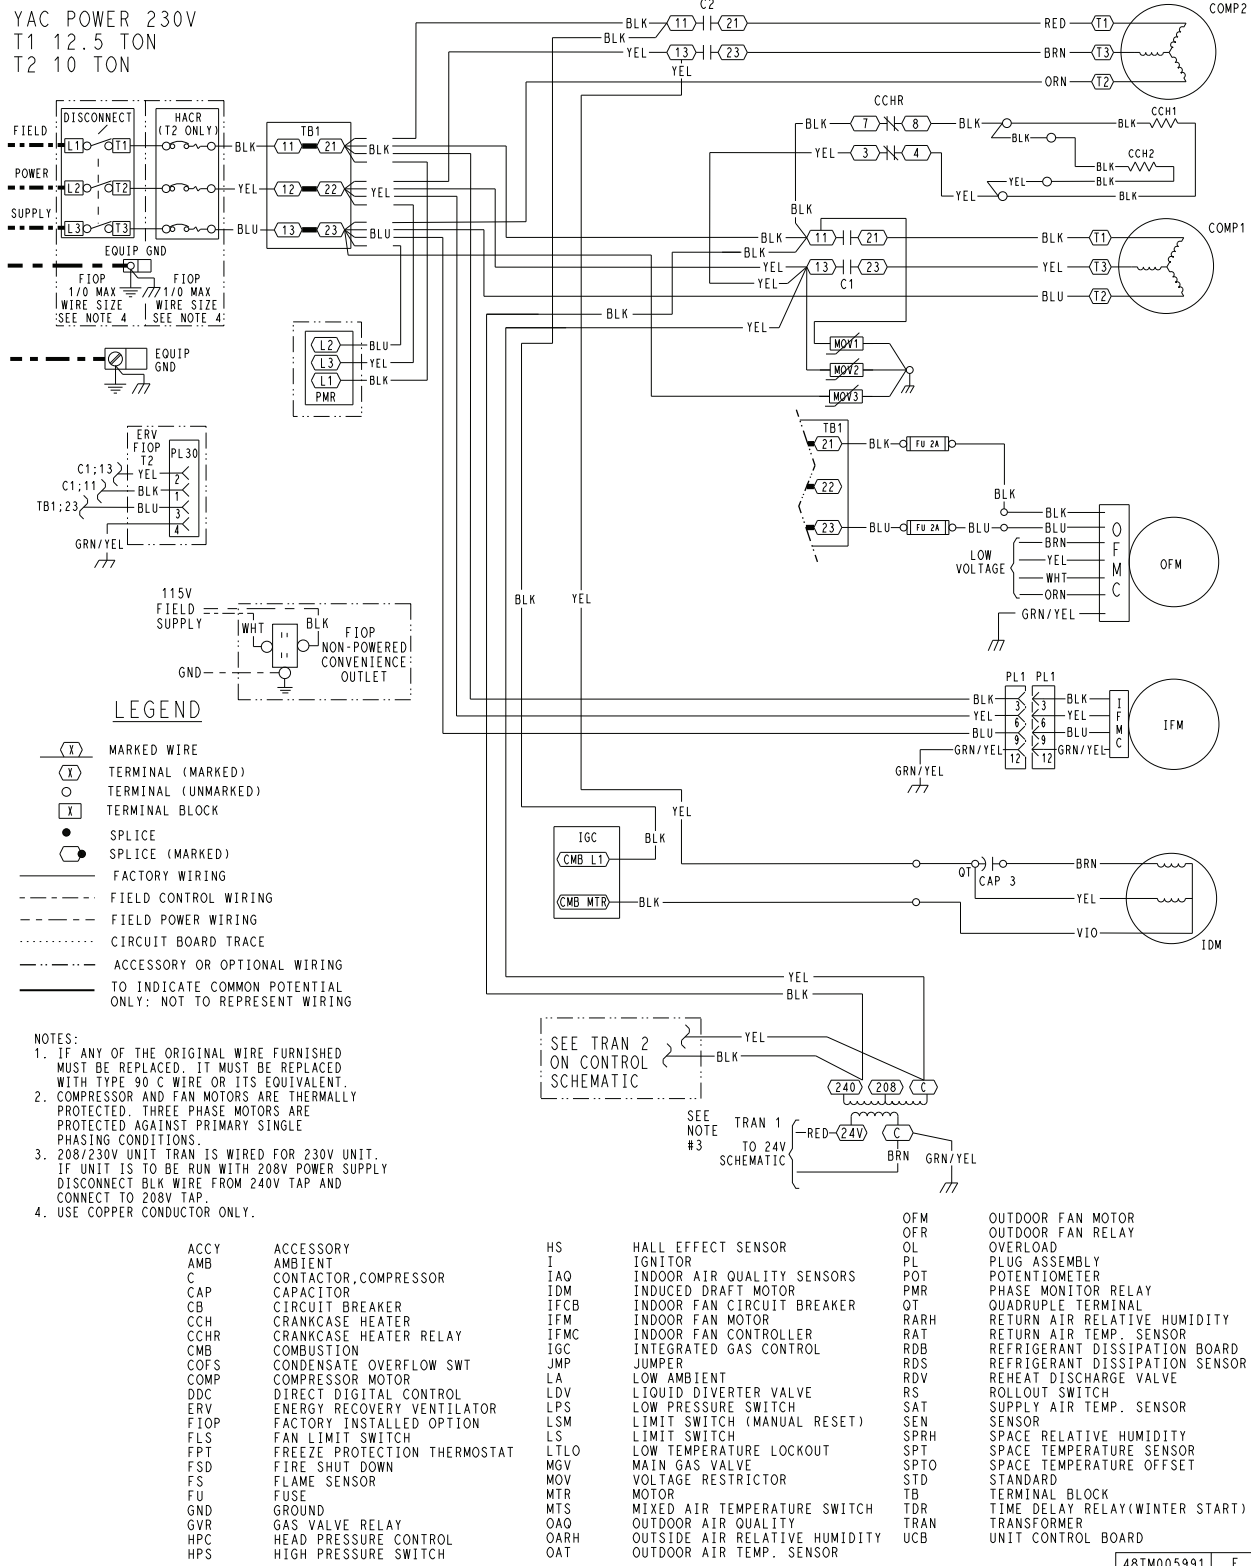 YAC POWER 230V
T1 12.5 TON
T2 10 TON
C2
BLK 11 21 RED T1 COMP2
BLK
YEL 13 23 BRN T3
YEL
ORN T2
DISCONNECT HACR (T2 ONLY)
FIELD
L1 T1 BLK
POWER
L2 T2 YEL
SUPPLY
L3 T3 BLU
EQUIP GND
FIOP 1/0 MAX WIRE SIZE SEE NOTE 4
FIOP 1/0 MAX WIRE SIZE SEE NOTE 4
EQUIP GND
TB1
11 21 BLK
12 22 YEL
13 23 BLU
CCHR
BLK 7 8 BLK BLK CCH1
BLK
YEL 3 4 BLK CCH2
YEL BLK
YEL BLK
BLK
BLK 11 21 BLK T1 COMP1
BLK
YEL 13 23 YEL T3
YEL C1
BLU T2
BLK
YEL
MOV1
MOV2
MOV3
L2 BLU
L3 YEL
L1 BLK
PMR
ERV FIOP T2
PL30
C1;13 YEL 2
C1;11 BLK 1
TB1;23 BLU 3
4
GRN/YEL
TB1
21 BLK FU 2A
22
BLK
23 BLU FU 2A BLU
BLK
BLU
BRN
YEL
WHT
ORN
LOW VOLTAGE
GRN/YEL
OFMC
OFM
115V FIELD SUPPLY
WHT BLK
FIOP NON-POWERED CONVENIENCE OUTLET
GND
BLK YEL
PL1 PL1
BLK 3 3 BLK
YEL 6 6 YEL
BLU 9 9 BLU
GRN/YEL 12 12 GRN/YEL
GRN/YEL
IFMC
IFM
LEGEND
X MARKED WIRE
X TERMINAL (MARKED)
TERMINAL (UNMARKED)
X TERMINAL BLOCK
SPLICE
SPLICE (MARKED)
FACTORY WIRING
FIELD CONTROL WIRING
FIELD POWER WIRING
CIRCUIT BOARD TRACE
ACCESSORY OR OPTIONAL WIRING
TO INDICATE COMMON POTENTIAL
ONLY: NOT TO REPRESENT WIRING
IGC
BLK YEL
CMB L1
CMB MTR BLK
QT CAP 3 BRN
YEL
VIO
IDM
YEL
BLK
SEE TRAN 2
ON CONTROL
SCHEMATIC
YEL
BLK
240 208 C
SEE NOTE #3
TRAN 1
RED 24V C
TO 24V SCHEMATIC
BRN GRN/YEL
NOTES:
1. IF ANY OF THE ORIGINAL WIRE FURNISHED
MUST BE REPLACED. IT MUST BE REPLACED
WITH TYPE 90 C WIRE OR ITS EQUIVALENT.
2. COMPRESSOR AND FAN MOTORS ARE THERMALLY
PROTECTED. THREE PHASE MOTORS ARE
PROTECTED AGAINST PRIMARY SINGLE
PHASING CONDITIONS.
3. 208/230V UNIT TRAN IS WIRED FOR 230V UNIT.
IF UNIT IS TO BE RUN WITH 208V POWER SUPPLY
DISCONNECT BLK WIRE FROM 240V TAP AND
CONNECT TO 208V TAP.
4. USE COPPER CONDUCTOR ONLY.
ACCY ACCESSORY
AMB AMBIENT
C CONTACTOR,COMPRESSOR
CAP CAPACITOR
CB CIRCUIT BREAKER
CCH CRANKCASE HEATER
CCHR CRANKCASE HEATER RELAY
CMB COMBUSTION
COFS CONDENSATE OVERFLOW SWT
COMP COMPRESSOR MOTOR
DDC DIRECT DIGITAL CONTROL
ERV ENERGY RECOVERY VENTILATOR
FIOP FACTORY INSTALLED OPTION
FLS FAN LIMIT SWITCH
FPT FREEZE PROTECTION THERMOSTAT
FSD FIRE SHUT DOWN
FS FLAME SENSOR
FU FUSE
GND GROUND
GVR GAS VALVE RELAY
HPC HEAD PRESSURE CONTROL
HPS HIGH PRESSURE SWITCH
HS HALL EFFECT SENSOR
I IGNITOR
IAQ INDOOR AIR QUALITY SENSORS
IDM INDUCED DRAFT MOTOR
IFCB INDOOR FAN CIRCUIT BREAKER
IFM INDOOR FAN MOTOR
IFMC INDOOR FAN CONTROLLER
IGC INTEGRATED GAS CONTROL
JMP JUMPER
LA LOW AMBIENT
LDV LIQUID DIVERTER VALVE
LPS LOW PRESSURE SWITCH
LSM LIMIT SWITCH (MANUAL RESET)
LS LIMIT SWITCH
LTLO LOW TEMPERATURE LOCKOUT
MGV MAIN GAS VALVE
MOV VOLTAGE RESTRICTOR
MTR MOTOR
MTS MIXED AIR TEMPERATURE SWITCH
OAQ OUTDOOR AIR QUALITY
OARH OUTSIDE AIR RELATIVE HUMIDITY
OAT OUTDOOR AIR TEMP. SENSOR
OFM OUTDOOR FAN MOTOR
OFR OUTDOOR FAN RELAY
OL OVERLOAD
PL PLUG ASSEMBLY
POT POTENTIOMETER
PMR PHASE MONITOR RELAY
QT QUADRUPLE TERMINAL
RARH RETURN AIR RELATIVE HUMIDITY
RAT RETURN AIR TEMP. SENSOR
RDB REFRIGERANT DISSIPATION BOARD
RDS REFRIGERANT DISSIPATION SENSOR
RDV REHEAT DISCHARGE VALVE
RS ROLLOUT SWITCH
SAT SUPPLY AIR TEMP. SENSOR
SEN SENSOR
SPRH SPACE RELATIVE HUMIDITY
SPT SPACE TEMPERATURE SENSOR
SPTO SPACE TEMPERATURE OFFSET
STD STANDARD
TB TERMINAL BLOCK
TDR TIME DELAY RELAY(WINTER START)
TRAN TRANSFORMER
UCB UNIT CONTROL BOARD
48TM005991